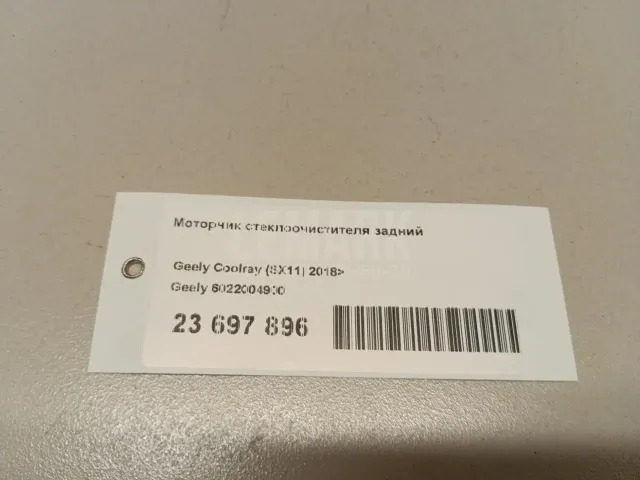 Моторчик стеклоочистителя задний
Geely Coolray (SX11) 2018>
Geely 6022004900
23 697 896